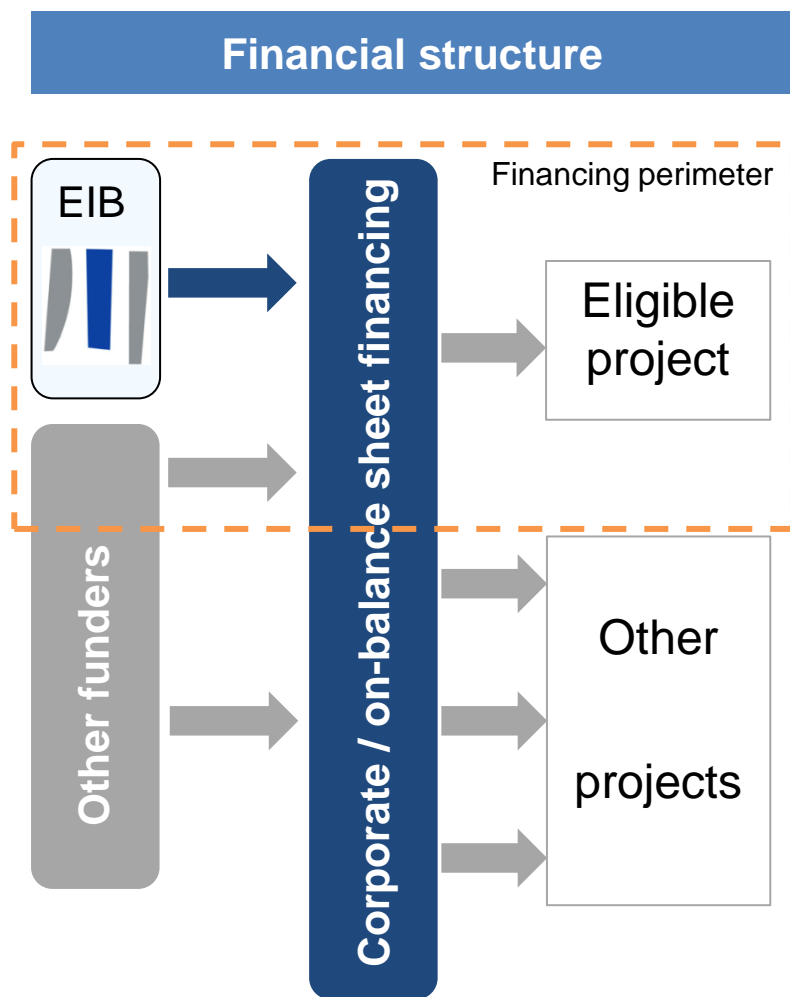 Financial structure
Financing perimeter
EIB
Corporate / on-balance sheet financing
Eligible
project
Other funders
Other
projects